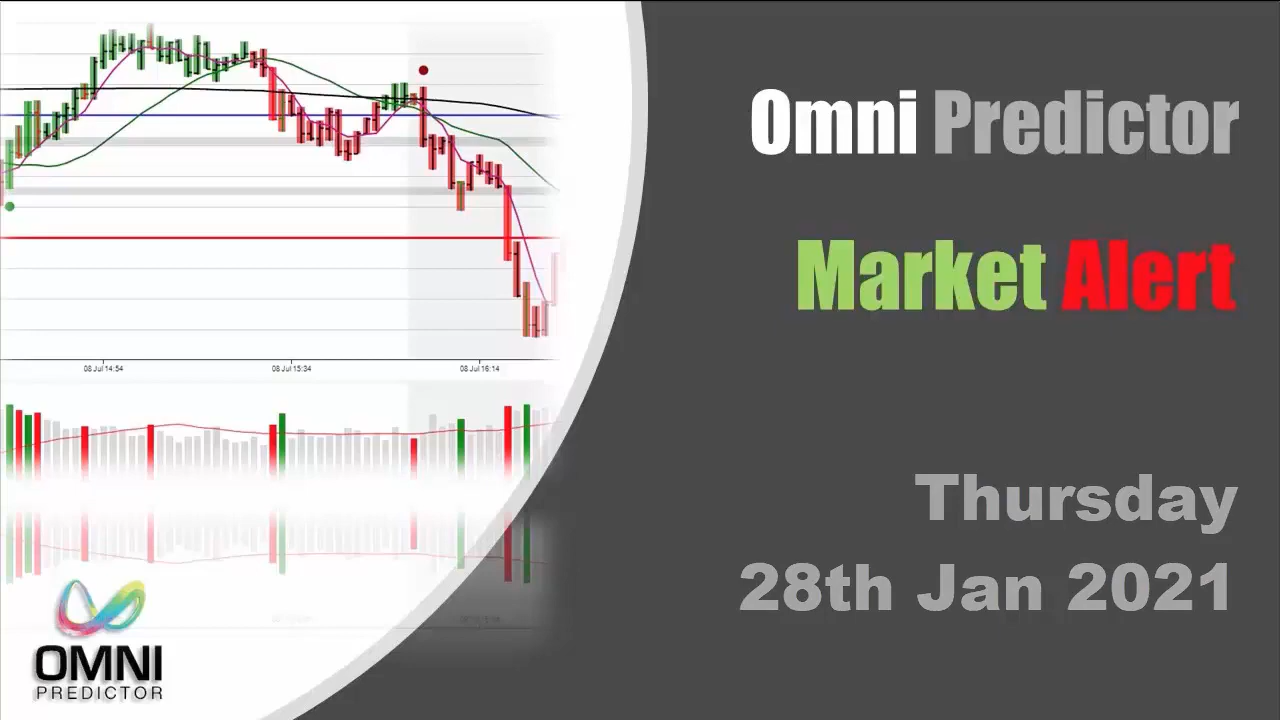 Omni Predictor
Market Alert
08 Jul 14:54
08 Jul 15:34
08 Jul 16:14
Thursday
28th Jan 2021
OMNI
PREDICTOR